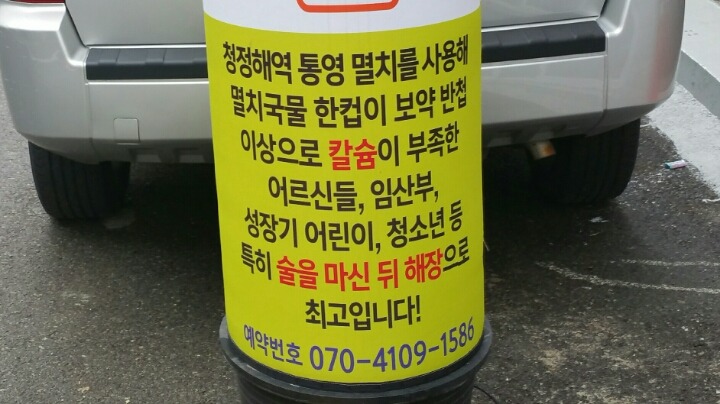 청정해역 통영 멸치를 사용해
멸치국물 한컵이 보약 반첩
이상으로 칼슘이 부족한
어르신들, 임산부,
성장기 어린이, 청소년 등
특히 술을 마신 뒤 해장으로
최고입니다!
예약번호 070-4109-1586